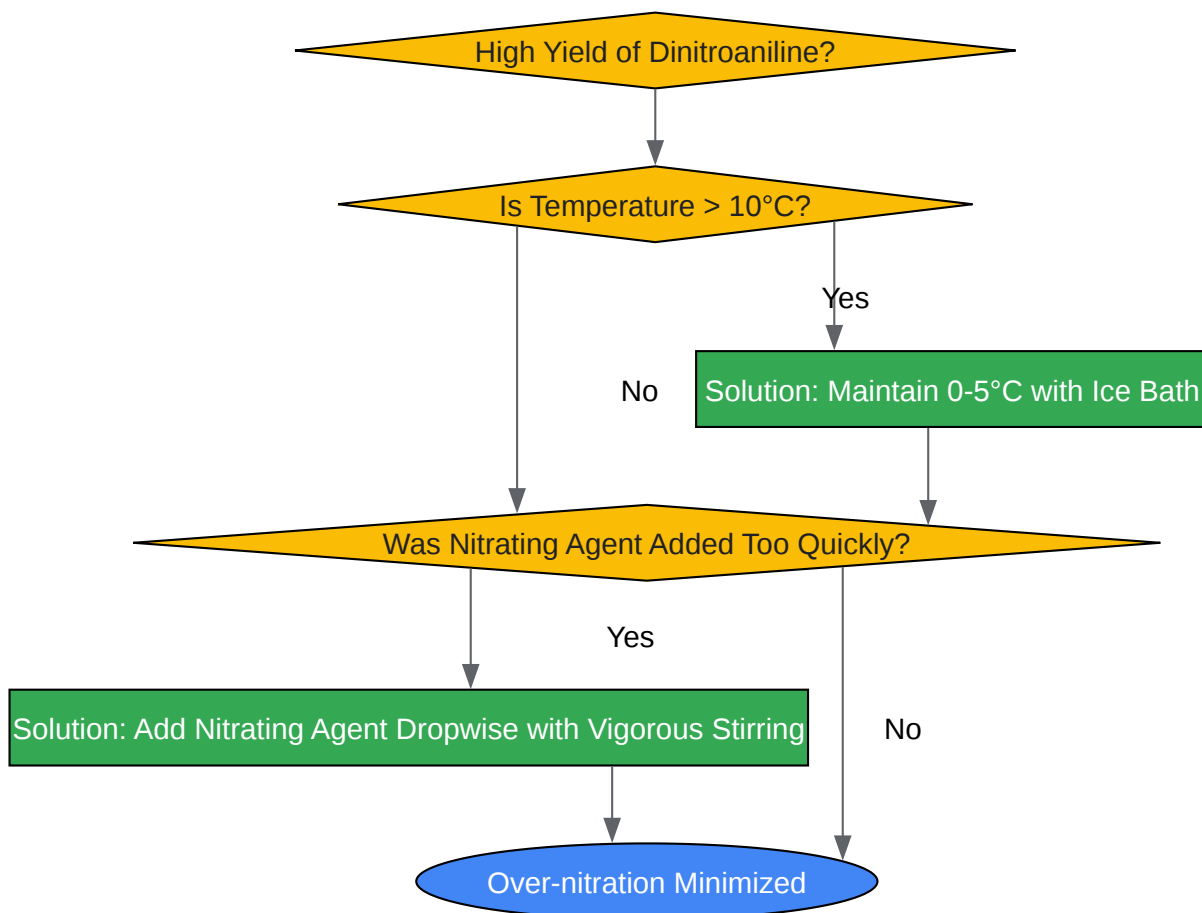 High Yield of Dinitroaniline?
Is Temperature > 10°C?
Yes
No
Solution: Maintain 0-5°C with Ice Bath
Was Nitrating Agent Added Too Quickly?
Yes
Solution: Add Nitrating Agent Dropwise with Vigorous Stirring
No
Over-nitration Minimized